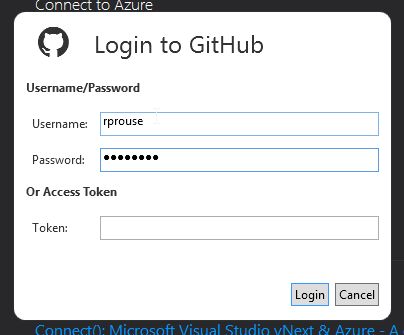 Connect to Azure
Login to GitHub
Username/Password
Username: rprouse
Password: ●●●●●●●●
Or Access Token
Token:
Login Cancel
Connect(): Microsoft Visual Studio vNext & Azure - A